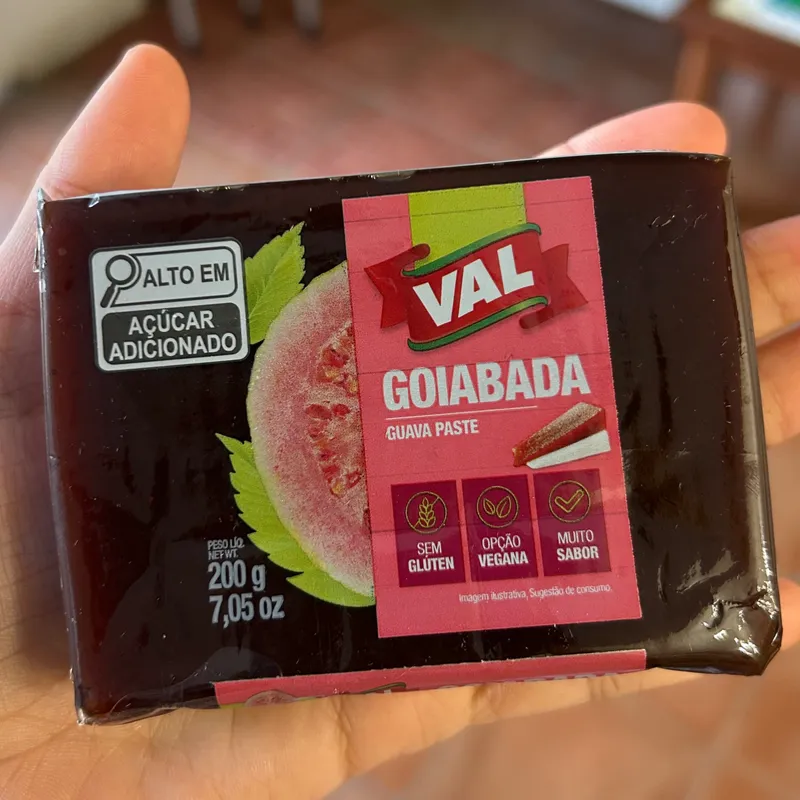 ALTO EM
AÇÚCAR
ADICIONADO
VAL
GOIABADA
GUAVA PASTE
SEM
GLÚTEN
OPÇÃO
VEGANA
MUITO
SABOR
PESO LÍQ.
NET WT.
200 g
7,05 oz
Imagem ilustrativa. Sugestão de consumo.